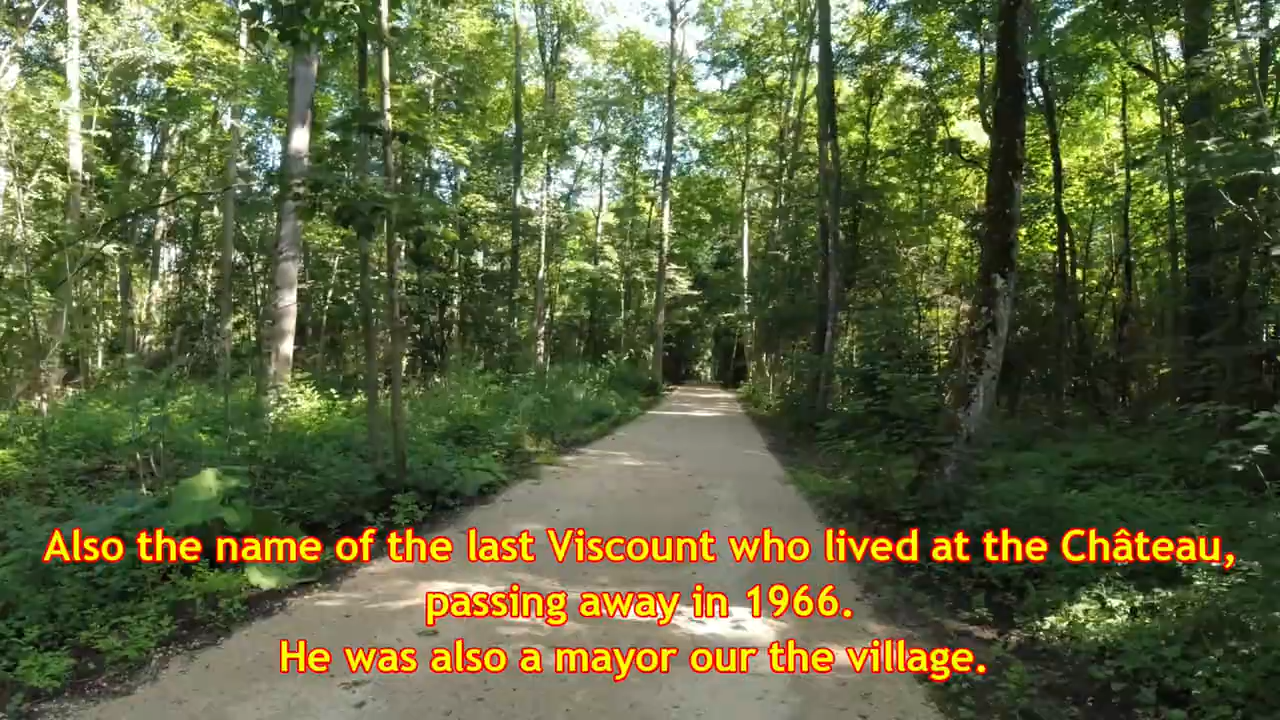 Also the name of the last Viscount who lived at the Château,
passing away in 1966.
He was also a mayor our the village.